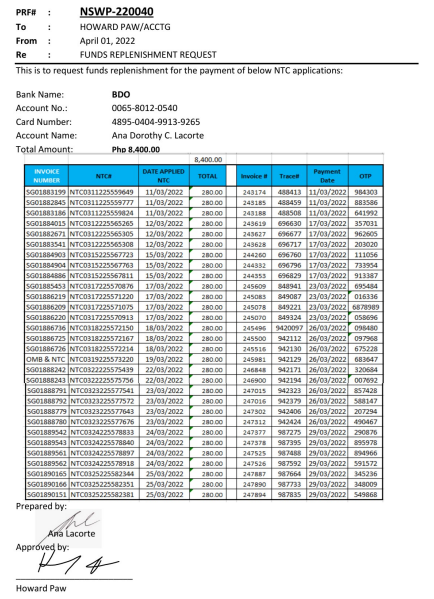 PRF# : NSWP-220040
To : HOWARD PAW/ACCTG
From : April 01, 2022
Re : FUNDS REPLENISHMENT REQUEST
This is to request funds replenishment for the payment of below NTC applications:
Bank Name: BDO
Account No.: 0065-8012-0540
Card Number: 4895-0404-9913-9265
Account Name: Ana Dorothy C. Lacorte
Total Amount: Php 8,400.00
8,400.00
INVOICE NUMBER NTC# DATE APPLIED NTC TOTAL Invoice # Trace# Payment Date OTP
SG01883199 NTC0311225559649 11/03/2022 280.00 243174 488413 11/03/2022 984303
SG01882845 NTC0311225559777 11/03/2022 280.00 243185 488459 11/03/2022 883586
SG01883186 NTC0311225559824 11/03/2022 280.00 243188 488508 11/03/2022 641992
SG01884015 NTC0311222565265 12/03/2022 280.00 243619 696630 17/03/2022 357031
SG01882671 NTC0312225565305 12/03/2022 280.00 243627 696677 17/03/2022 962605
SG01883541 NTC0312225565308 12/03/2022 280.00 243628 696717 17/03/2022 203020
SG01884903 NTC0315225567723 15/03/2022 280.00 244260 696760 17/03/2022 111056
SG01884904 NTC0315225567763 15/03/2022 280.00 244332 696796 17/03/2022 733954
SG01884886 NTC0315225567811 15/03/2022 280.00 244353 696829 15/03/2022 913387
SG01885453 NTC0317225570876 17/03/2022 280.00 245609 848941 23/03/2022 695484
SG01886219 NTC0317225571220 17/03/2022 280.00 245083 849087 23/03/2022 016336
SG01886209 NTC0317225571075 17/03/2022 280.00 245078 849221 23/03/2022 6878989
SG01886220 NTC0317225570913 17/03/2022 280.00 245070 849324 23/03/2022 058696
SG01886736 NTC0318225572150 18/03/2022 280.00 245496 9420097 26/03/2022 098480
SG01886725 NTC0318225572167 18/03/2022 280.00 245500 942112 26/03/2022 097968
SG01886726 NTC0318225572214 18/03/2022 280.00 245516 942130 26/03/2022 675228
OMB & NTC NTC0319225573220 19/03/2022 280.00 245981 942129 26/03/2022 683647
SG01888242 NTC0322225575439 22/03/2022 280.00 246848 942171 26/03/2022 320684
SG01888243 NTC0322225575756 22/03/2022 280.00 246900 942194 26/03/2022 007692
SG01888791 NTC0323225577541 23/03/2022 280.00 247015 942323 26/03/2022 857428
SG01888792 NTC0323225577572 23/03/2022 280.00 247016 942379 26/03/2022 588147
SG01888779 NTC0323225577643 23/03/2022 280.00 247302 942406 26/03/2022 207294
SG01888780 NTC0323225577676 23/03/2022 280.00 247312 942424 26/03/2022 490467
SG01889542 NTC0324225578833 24/03/2022 280.00 247377 987275 29/03/2022 290876
SG01889543 NTC0324225578840 24/03/2022 280.00 247378 987395 29/03/2022 895978
SG01889561 NTC0324225578897 24/03/2022 280.00 247525 987488 29/03/2022 894966
SG01889562 NTC0324225578918 24/03/2022 280.00 247526 987592 29/03/2022 591572
SG01890165 NTC0325225582344 25/03/2022 280.00 247887 987664 29/03/2022 345236
SG01890166 NTC0325225582351 25/03/2022 280.00 247890 987733 29/03/2022 348009
SG01890151 NTC0325225582381 25/03/2022 280.00 247894 987835 29/03/2022 549868
Prepared by:
Ana Lacorte
Approved by:
Howard Paw